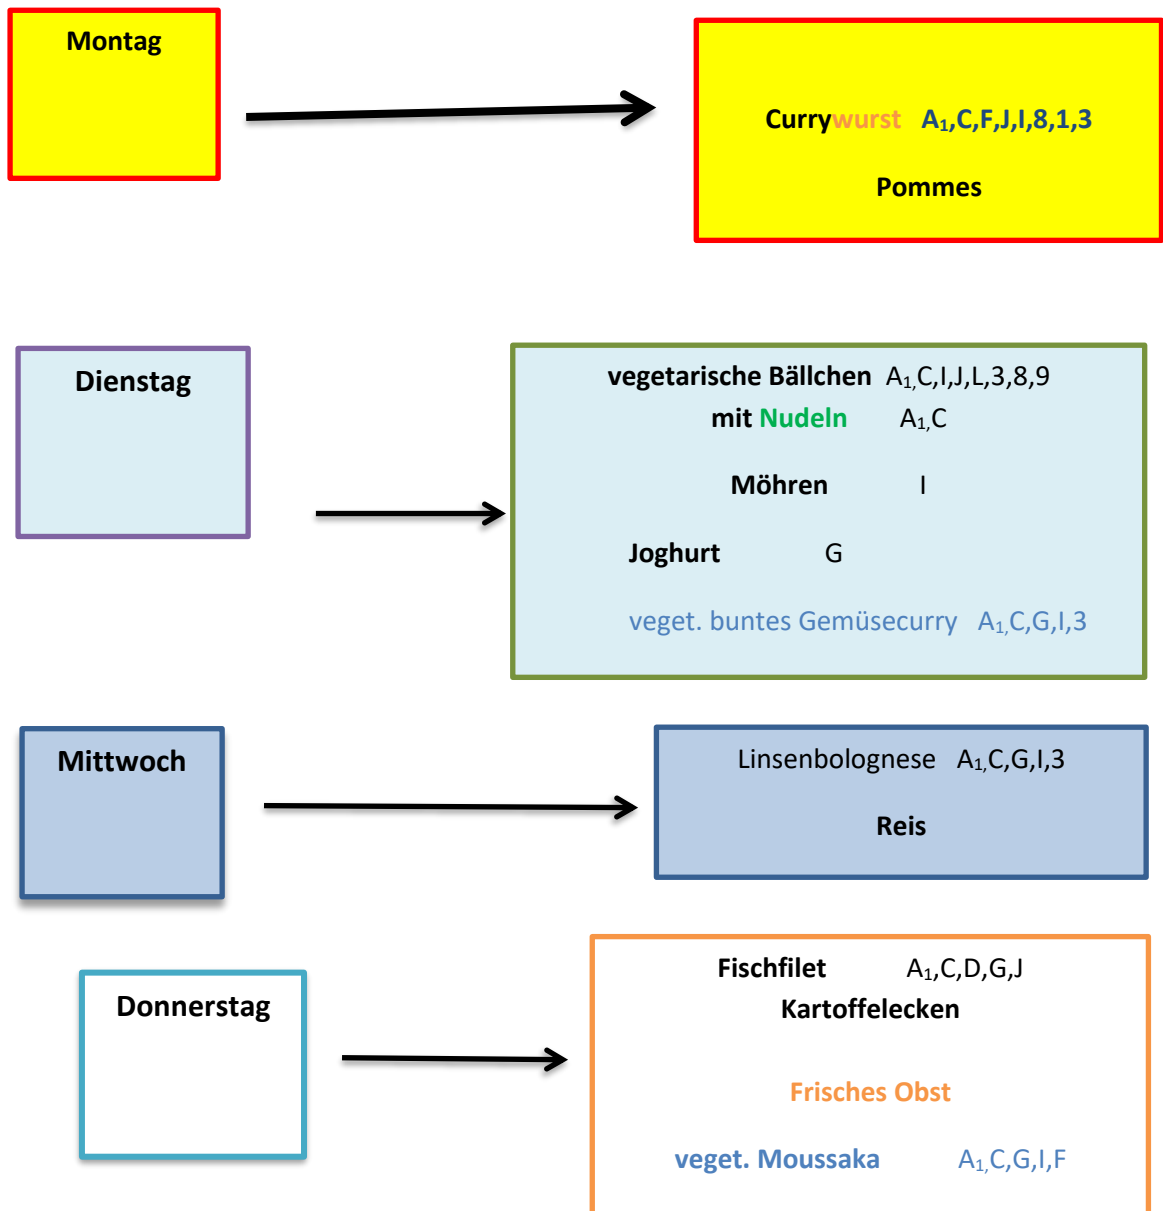 Montag
Currywurst A₁,C,F,J,I,8,1,3
Pommes
Dienstag
vegetarische Bällchen A₁,C,I,J,L,3,8,9
mit Nudeln A₁,C
Möhren I
Joghurt G
veget. buntes Gemüsecurry A₁,C,G,I,3
Mittwoch
Linsenbolognese A₁,C,G,I,3
Reis
Donnerstag
Fischfilet A₁,C,D,G,J
Kartoffelecken
Frisches Obst
veget. Moussaka A₁,C,G,I,F